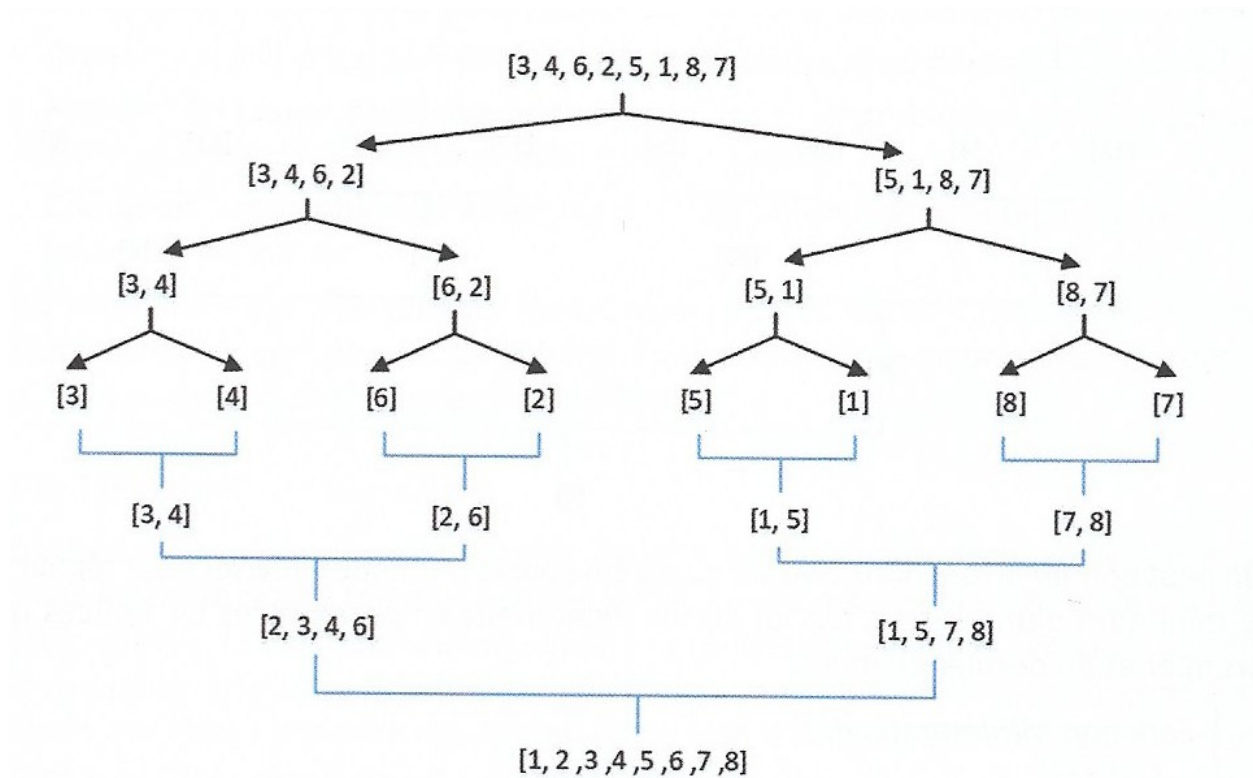 [3, 4, 6, 2, 5, 1, 8, 7]
[3, 4, 6, 2] [5, 1, 8, 7]
[3, 4] [6, 2] [5, 1] [8, 7]
[3] [4] [6] [2] [5] [1] [8] [7]
[3, 4] [2, 6] [1, 5] [7, 8]
[2, 3, 4, 6] [1, 5, 7, 8]
[1, 2 ,3 ,4 ,5 ,6 ,7 ,8]